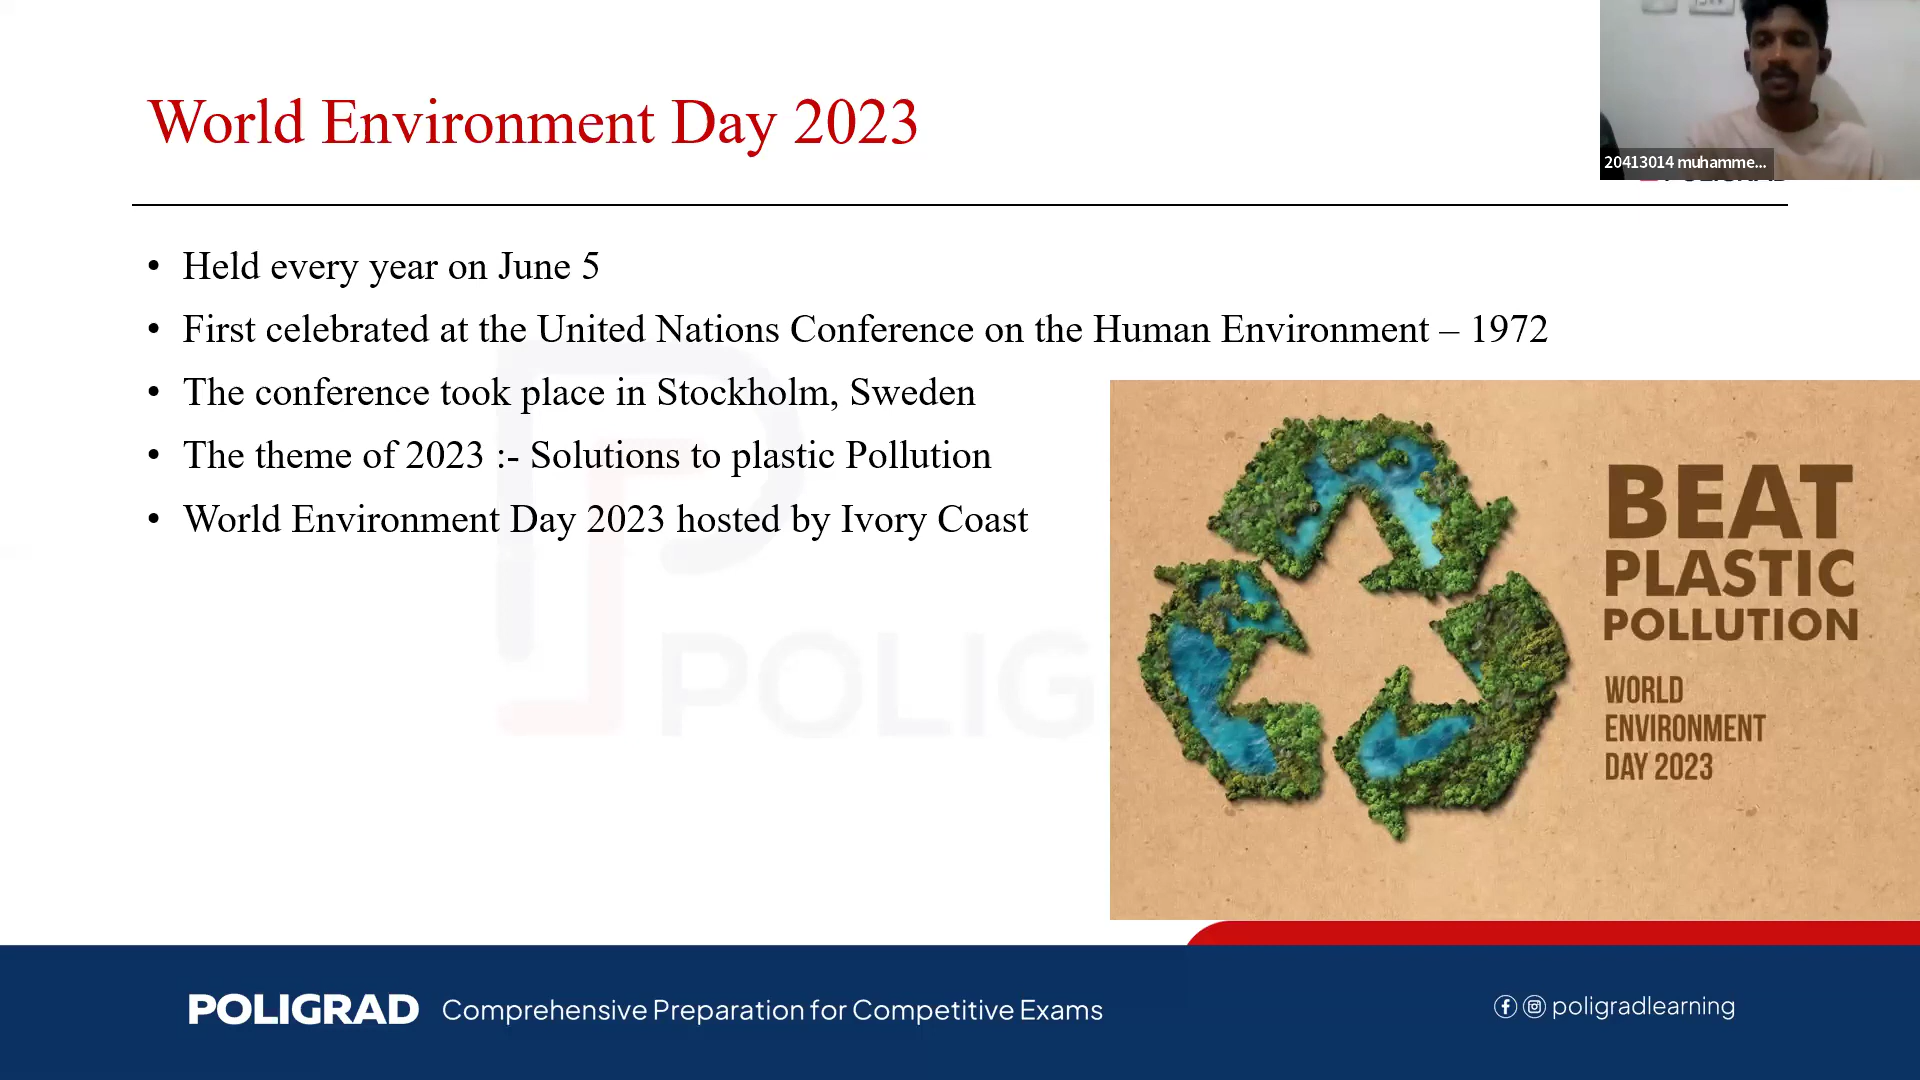 World Environment Day 2023
20413014 muhamme...
• Held every year on June 5
• First celebrated at the United Nations Conference on the Human Environment – 1972
• The conference took place in Stockholm, Sweden
• The theme of 2023 :- Solutions to plastic Pollution
• World Environment Day 2023 hosted by Ivory Coast
POLIG
BEAT
PLASTIC
POLLUTION
WORLD
ENVIRONMENT
DAY 2023
POLIGRAD Comprehensive Preparation for Competitive Exams
poligradlearning